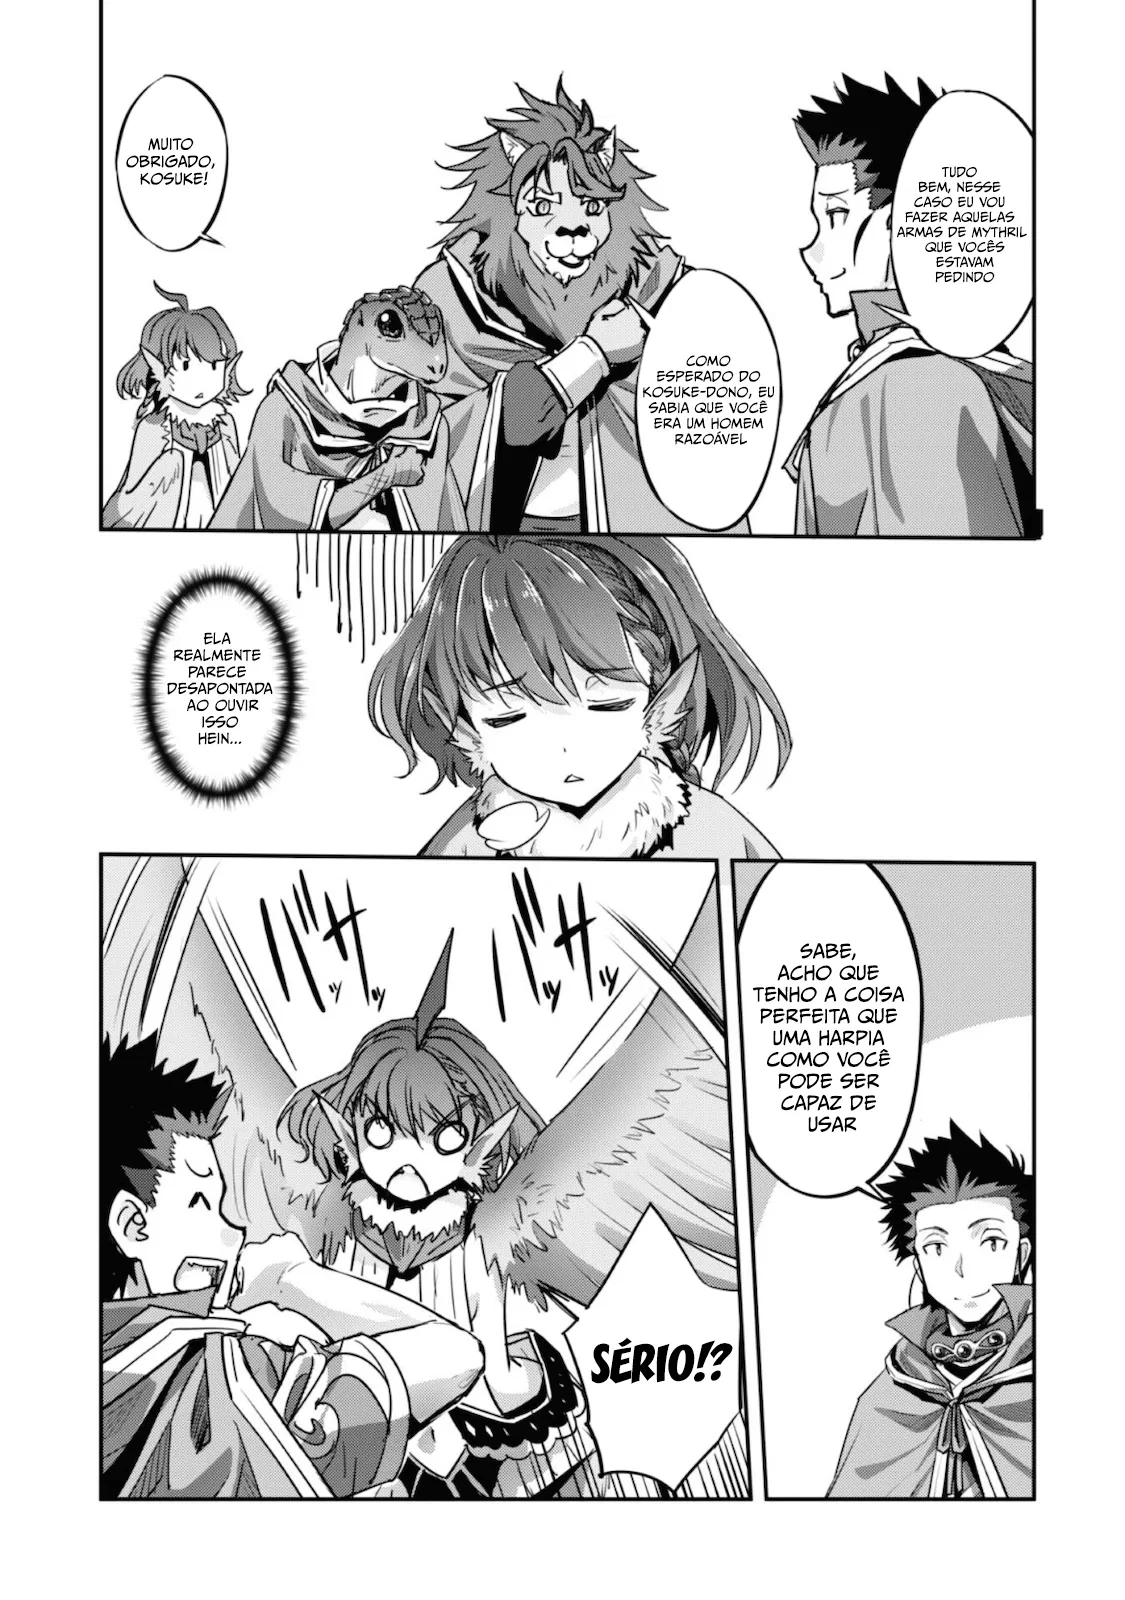 TUDO
BEM, NESSE
CASO EU VOU
FAZER AQUELAS
ARMAS DE MYTHRIL
QUE VOCÊS
ESTAVAM
PEDINDO
COMO
ESPERADO DO
KOSUKE-DONO, EU
SABIA QUE VOCÊ
ERA UM HOMEM
RAZOÁVEL
MUITO
OBRIGADO,
KOSUKE!
ELA
REALMENTE
PARECE
DESAPONTADA
AO OUVIR
ISSO
HEIN...
SABE,
ACHO QUE
TENHO A COISA
PERFEITA QUE
UMA HARPIA
COMO VOCÊ
PODE SER
CAPAZ DE
USAR
バサッ
バサッ
SÉRIO!?